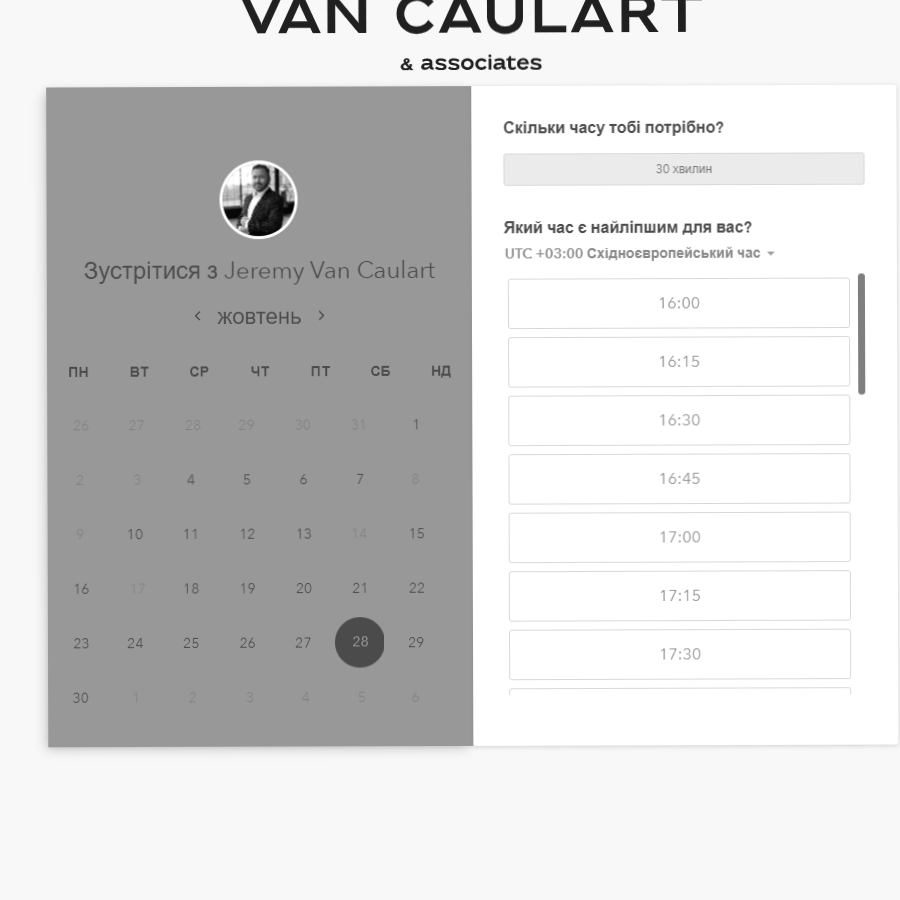 VAN CAULART
& associates
Зустрітися з Jeremy Van Caulart
жовтень
ПН ВТ СР ЧТ ПТ СБ НД
26 27 28 29 30 31 1
2 3 4 5 6 7 8
9 10 11 12 13 14 15
16 17 18 19 20 21 22
23 24 25 26 27 28 29
30 1 2 3 4 5 6
Скільки часу тобі потрібно?
30 хвилин
Який час є найліпшим для вас?
UTC +03:00 Східноєвропейський час
16:00
16:15
16:30
16:45
17:00
17:15
17:30